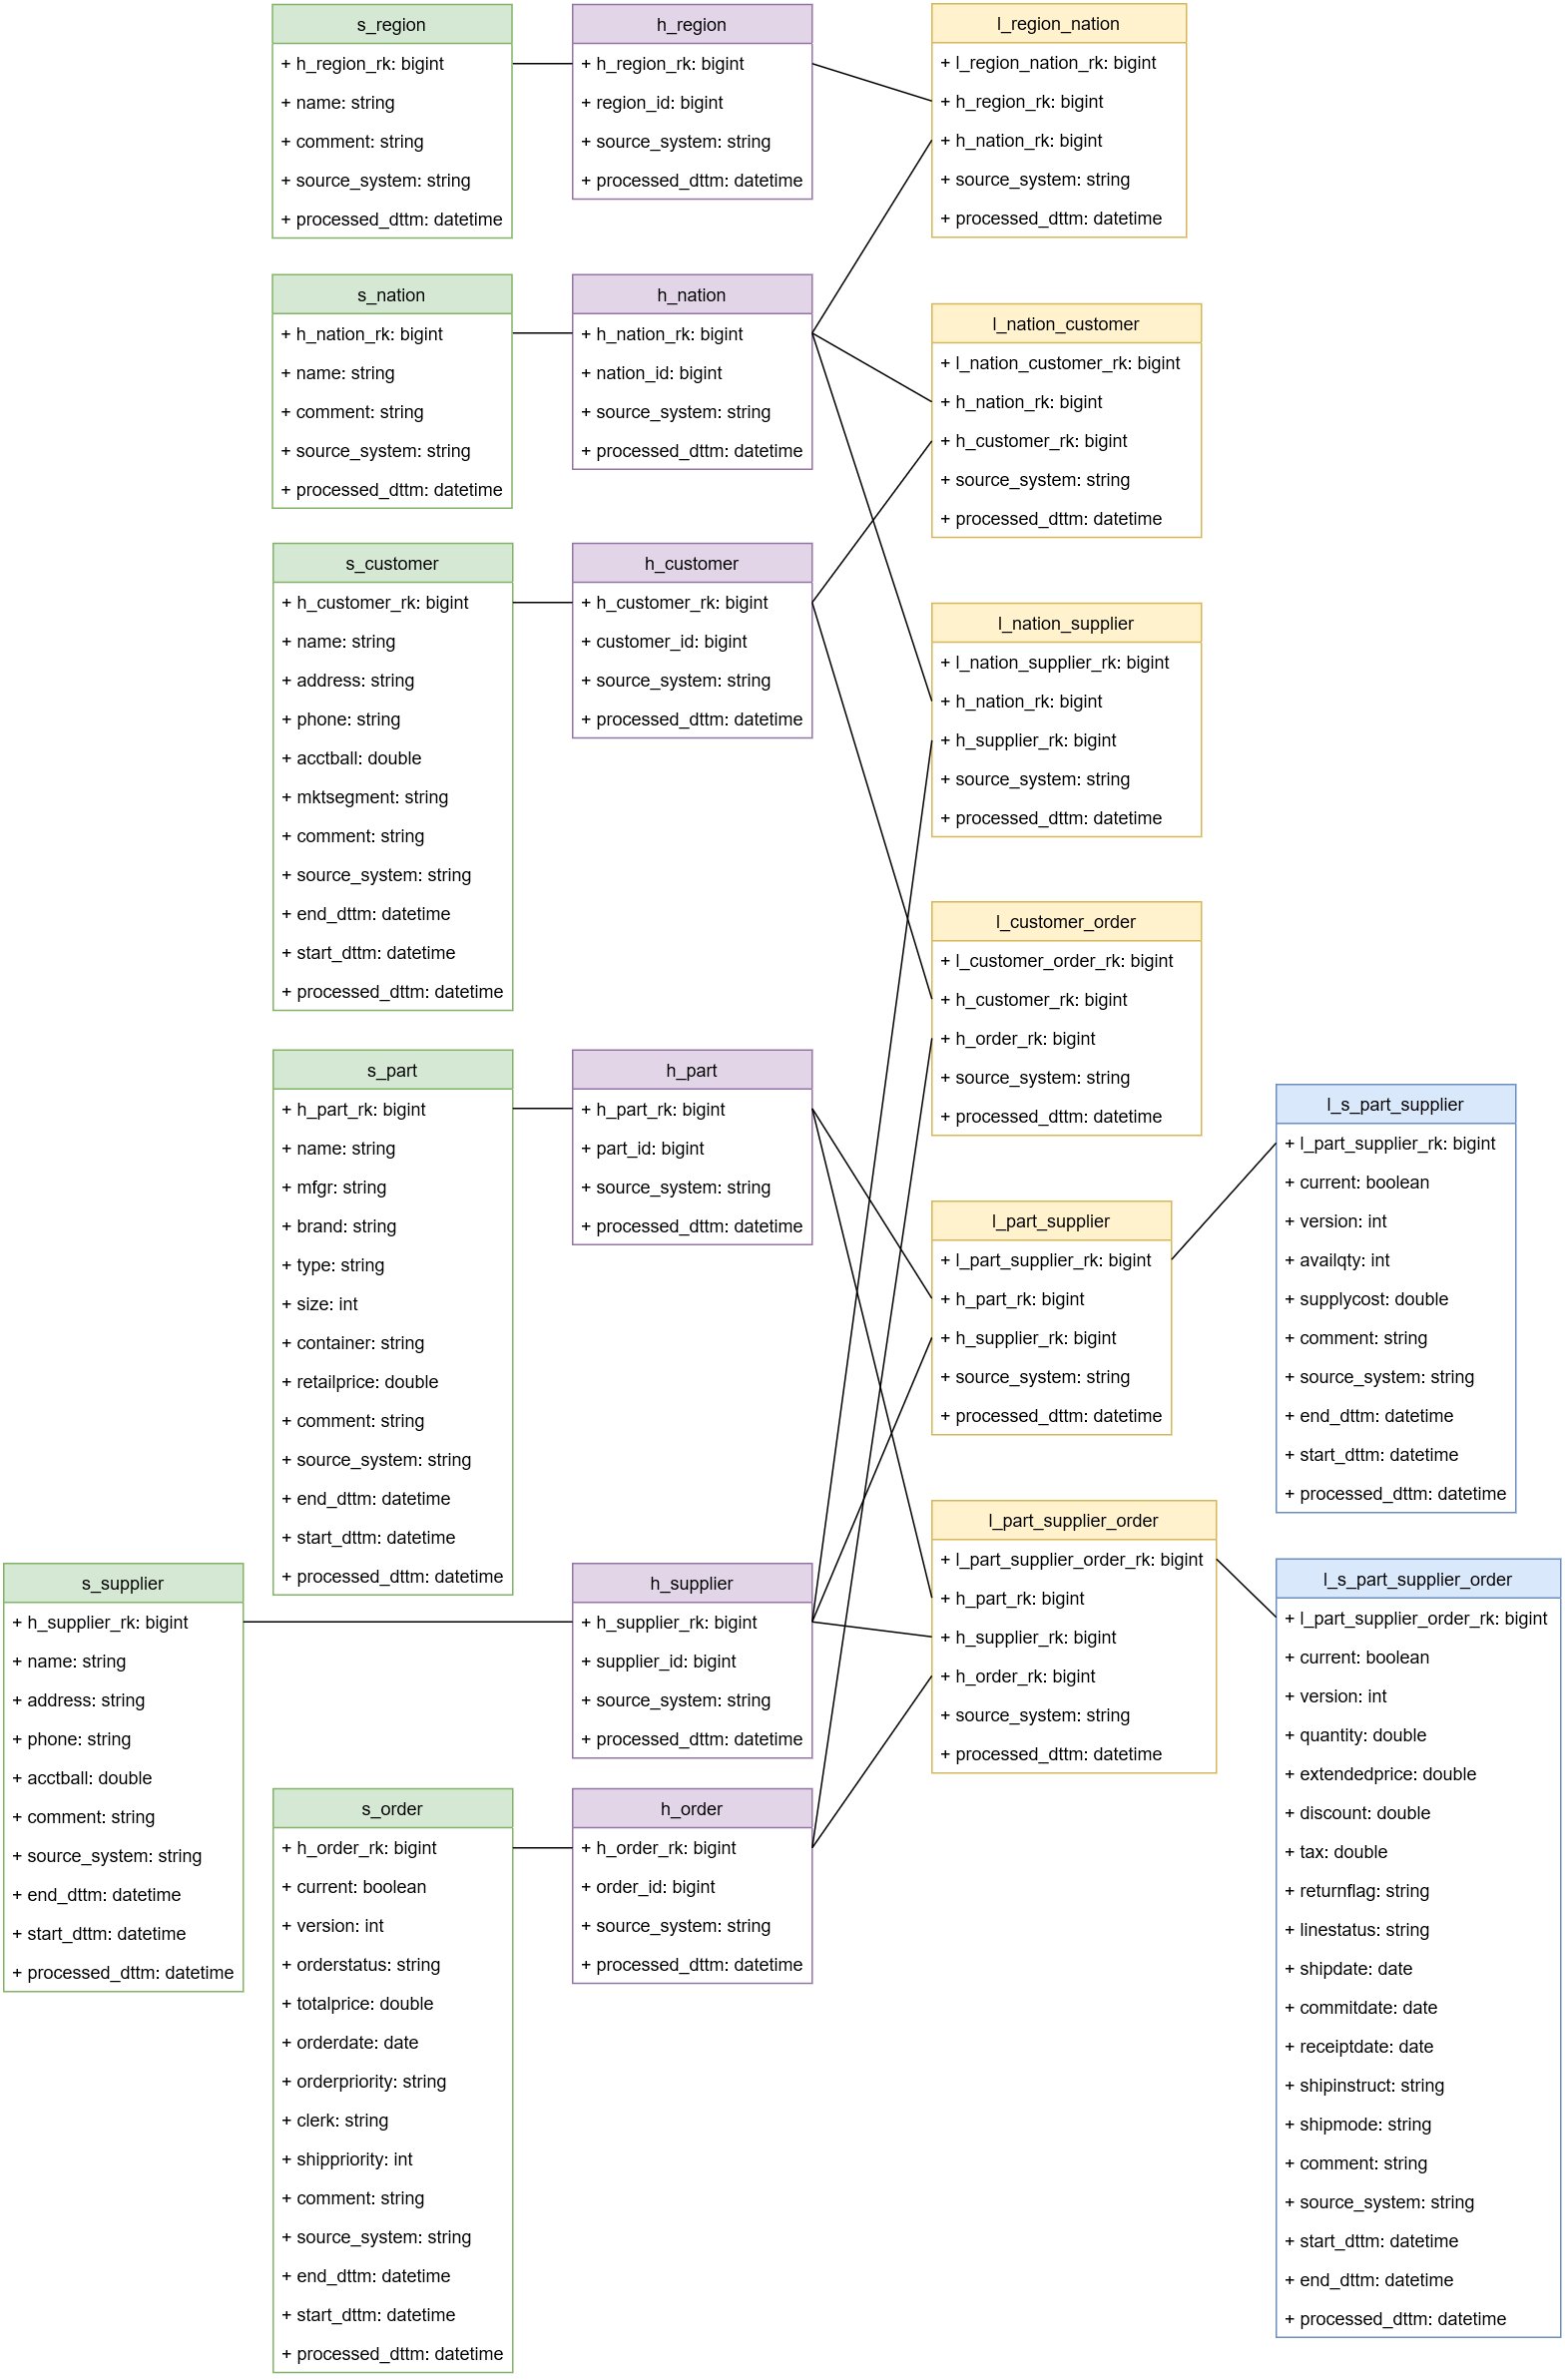 s_region
+ h_region_rk: bigint
+ name: string
+ comment: string
+ source_system: string
+ processed_dttm: datetime
h_region
+ h_region_rk: bigint
+ region_id: bigint
+ source_system: string
+ processed_dttm: datetime
l_region_nation
+ l_region_nation_rk: bigint
+ h_region_rk: bigint
+ h_nation_rk: bigint
+ source_system: string
+ processed_dttm: datetime
s_nation
+ h_nation_rk: bigint
+ name: string
+ comment: string
+ source_system: string
+ processed_dttm: datetime
h_nation
+ h_nation_rk: bigint
+ nation_id: bigint
+ source_system: string
+ processed_dttm: datetime
l_nation_customer
+ l_nation_customer_rk: bigint
+ h_nation_rk: bigint
+ h_customer_rk: bigint
+ source_system: string
+ processed_dttm: datetime
s_customer
+ h_customer_rk: bigint
+ name: string
+ address: string
+ phone: string
+ acctball: double
+ mktsegment: string
+ comment: string
+ source_system: string
+ end_dttm: datetime
+ start_dttm: datetime
+ processed_dttm: datetime
h_customer
+ h_customer_rk: bigint
+ customer_id: bigint
+ source_system: string
+ processed_dttm: datetime
l_nation_supplier
+ l_nation_supplier_rk: bigint
+ h_nation_rk: bigint
+ h_supplier_rk: bigint
+ source_system: string
+ processed_dttm: datetime
l_customer_order
+ l_customer_order_rk: bigint
+ h_customer_rk: bigint
+ h_order_rk: bigint
+ source_system: string
+ processed_dttm: datetime
s_part
+ h_part_rk: bigint
+ name: string
+ mfgr: string
+ brand: string
+ type: string
+ size: int
+ container: string
+ retailprice: double
+ comment: string
+ source_system: string
+ end_dttm: datetime
+ start_dttm: datetime
+ processed_dttm: datetime
h_part
+ h_part_rk: bigint
+ part_id: bigint
+ source_system: string
+ processed_dttm: datetime
l_part_supplier
+ l_part_supplier_rk: bigint
+ h_part_rk: bigint
+ h_supplier_rk: bigint
+ source_system: string
+ processed_dttm: datetime
l_s_part_supplier
+ l_part_supplier_rk: bigint
+ current: boolean
+ version: int
+ availqty: int
+ supplycost: double
+ comment: string
+ source_system: string
+ end_dttm: datetime
+ start_dttm: datetime
+ processed_dttm: datetime
s_supplier
+ h_supplier_rk: bigint
+ name: string
+ address: string
+ phone: string
+ acctball: double
+ comment: string
+ source_system: string
+ end_dttm: datetime
+ start_dttm: datetime
+ processed_dttm: datetime
h_supplier
+ h_supplier_rk: bigint
+ supplier_id: bigint
+ source_system: string
+ processed_dttm: datetime
l_part_supplier_order
+ l_part_supplier_order_rk: bigint
+ h_part_rk: bigint
+ h_supplier_rk: bigint
+ h_order_rk: bigint
+ source_system: string
+ processed_dttm: datetime
l_s_part_supplier_order
+ l_part_supplier_order_rk: bigint
+ current: boolean
+ version: int
+ quantity: double
+ extendedprice: double
+ discount: double
+ tax: double
+ returnflag: string
+ linestatus: string
+ shipdate: date
+ commitdate: date
+ receiptdate: date
+ shipinstruct: string
+ shipmode: string
+ comment: string
+ source_system: string
+ start_dttm: datetime
+ end_dttm: datetime
+ processed_dttm: datetime
s_order
+ h_order_rk: bigint
+ current: boolean
+ version: int
+ orderstatus: string
+ totalprice: double
+ orderdate: date
+ orderpriority: string
+ clerk: string
+ shippriority: int
+ comment: string
+ source_system: string
+ end_dttm: datetime
+ start_dttm: datetime
+ processed_dttm: datetime
h_order
+ h_order_rk: bigint
+ order_id: bigint
+ source_system: string
+ processed_dttm: datetime